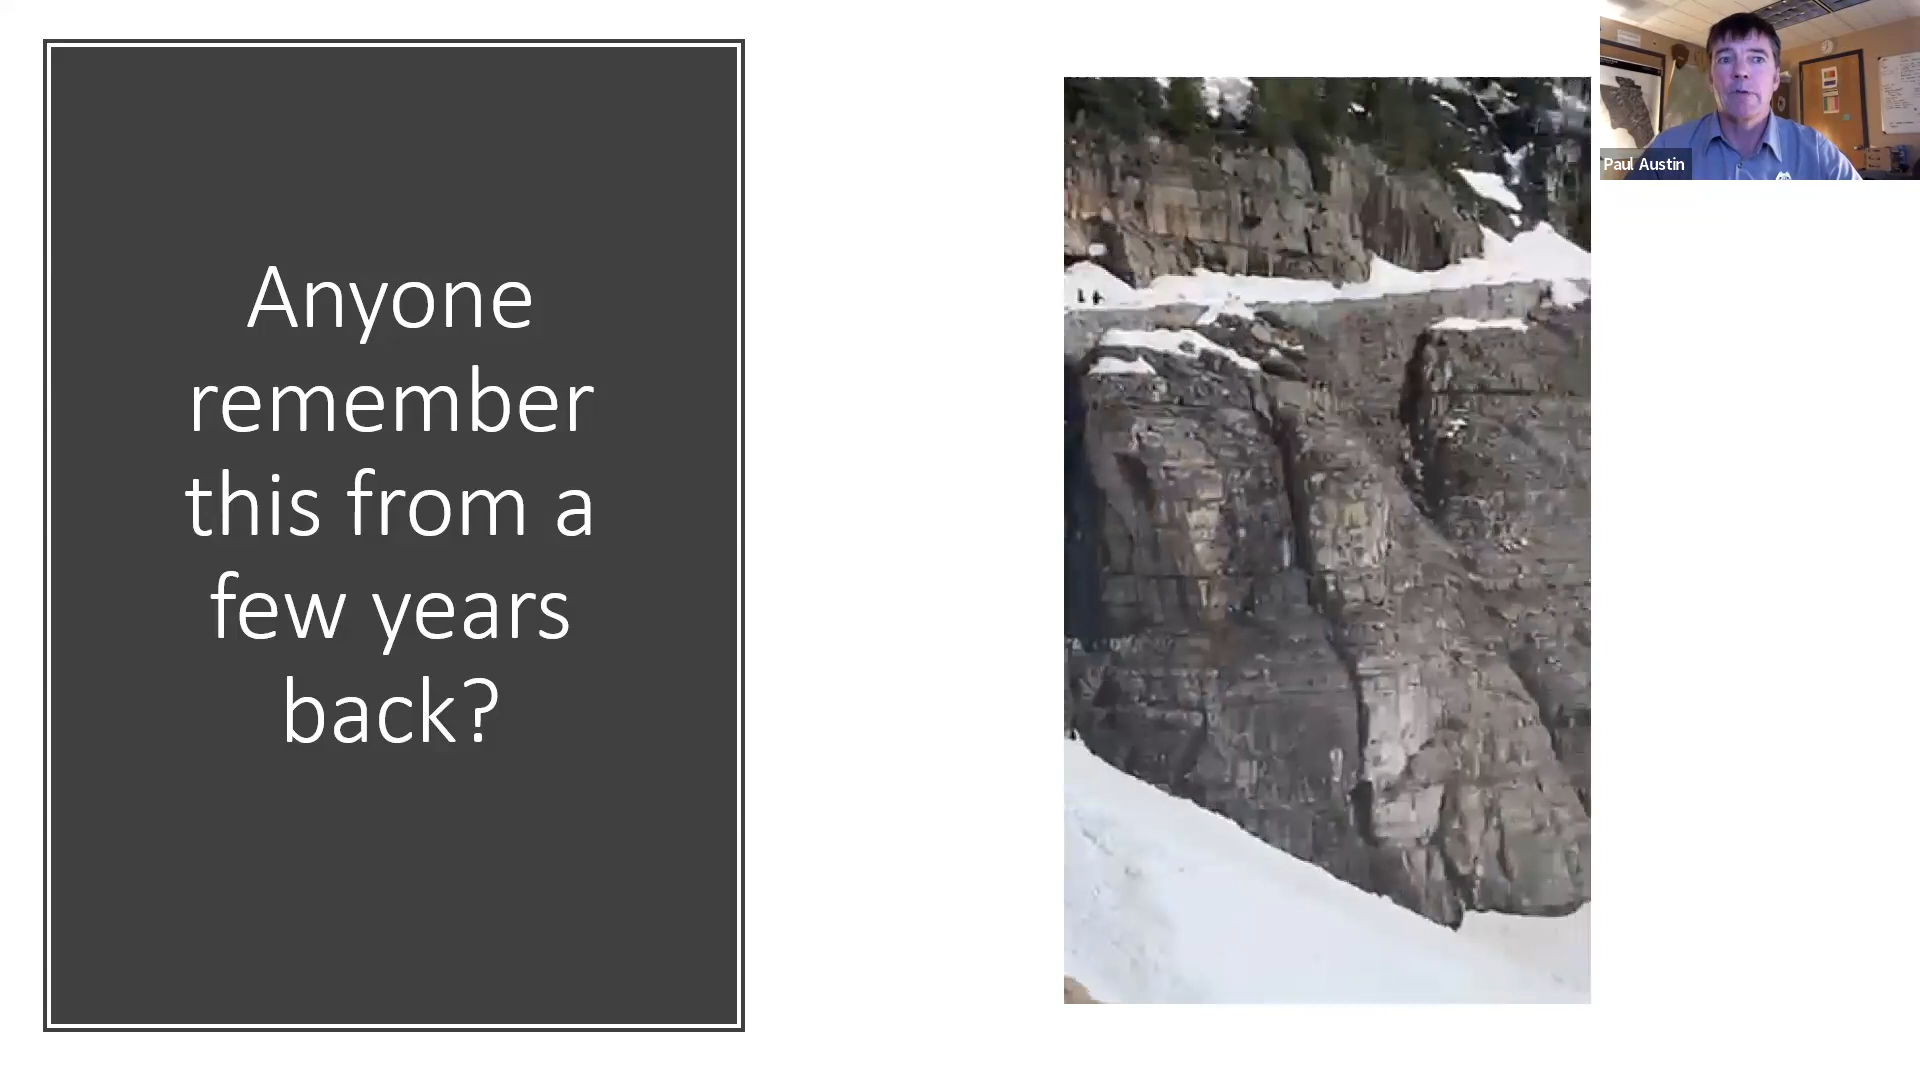 Anyone
remember
this from a
few years
back?
Paul Austin